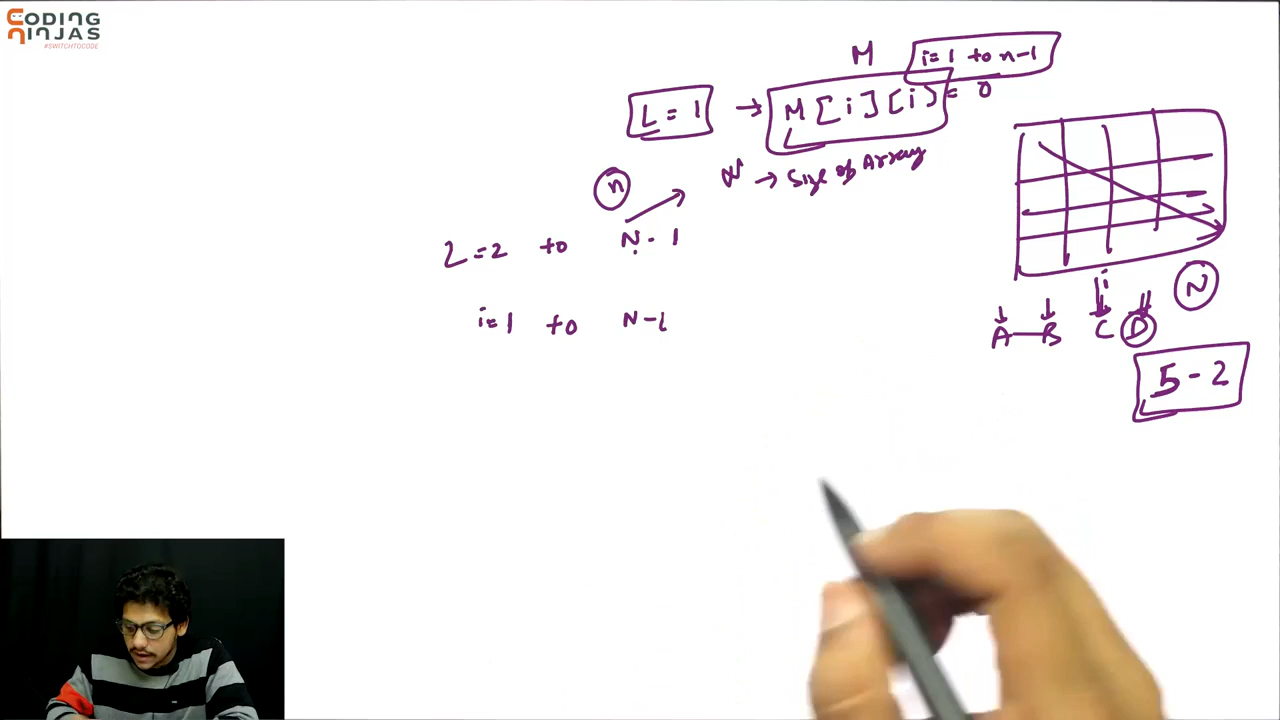 CODING
NINJAS
#SWITCHTOCODE
M
i=1 to n-1
L = 1 → M[i][i] = 0
n
N → Size of Array
L=2 to N-1
i=1 to N-L
i
N
A B C D
5-2